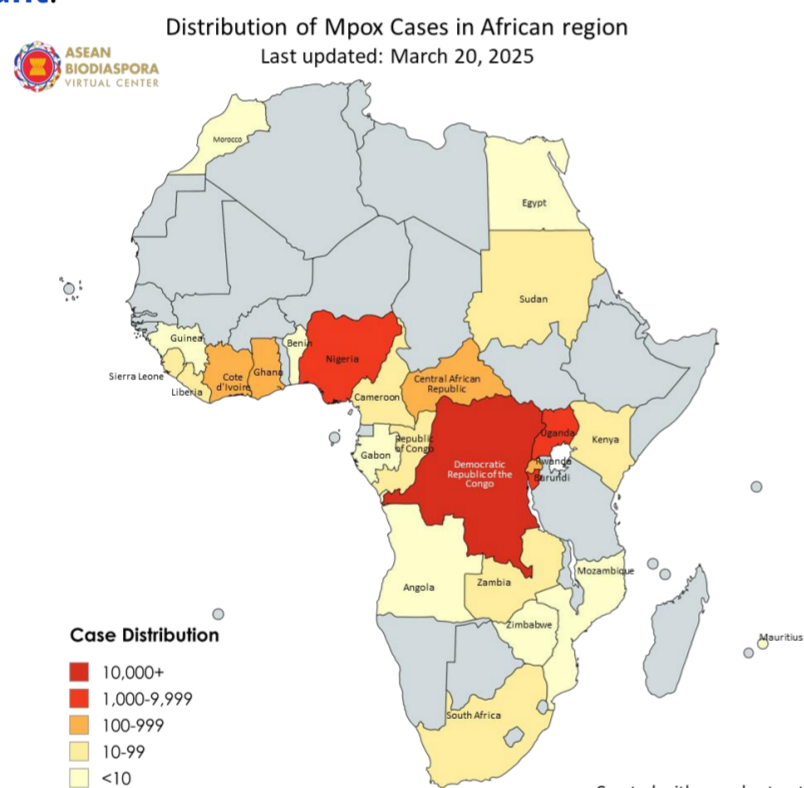 Distribution of Mpox Cases in African region
Last updated: March 20, 2025
ASEAN
BIODIASPORA
VIRTUAL CENTER
Morocco
Egypt
Sudan
Guinea
Benin
Nigeria
Sierra Leone
Liberia
Cote
d'Ivoire
Ghana
Central African
Republic
Cameroon
Uganda
Kenya
Republic
of Congo
Gabon
Democratic
Republic of the
Congo
Rwanda
Burundi
Angola
Zambia
Mozambique
Zimbabwe
Mauritius
South Africa
Case Distribution
10,000+
1,000-9,999
100-999
10-99
<10